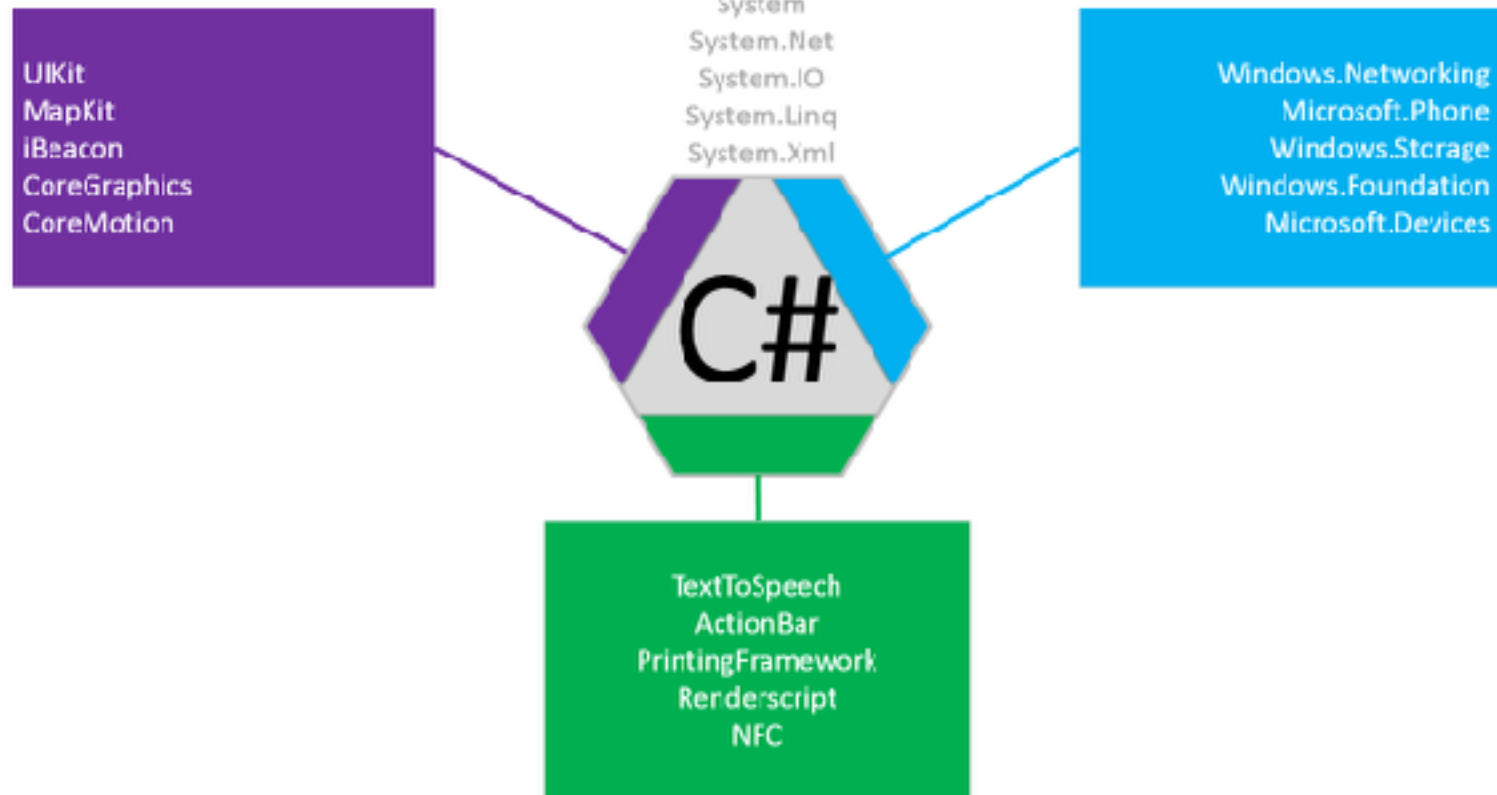 System
System.Net
System.IO
System.Linq
System.Xml
UIKit
MapKit
iBeacon
CoreGraphics
CoreMotion
Windows.Networking
Microsoft.Phone
Windows.Storage
Windows.Foundation
Microsoft.Devices
C#
TextToSpeech
ActionBar
PrintingFramework
Renderscript
NFC